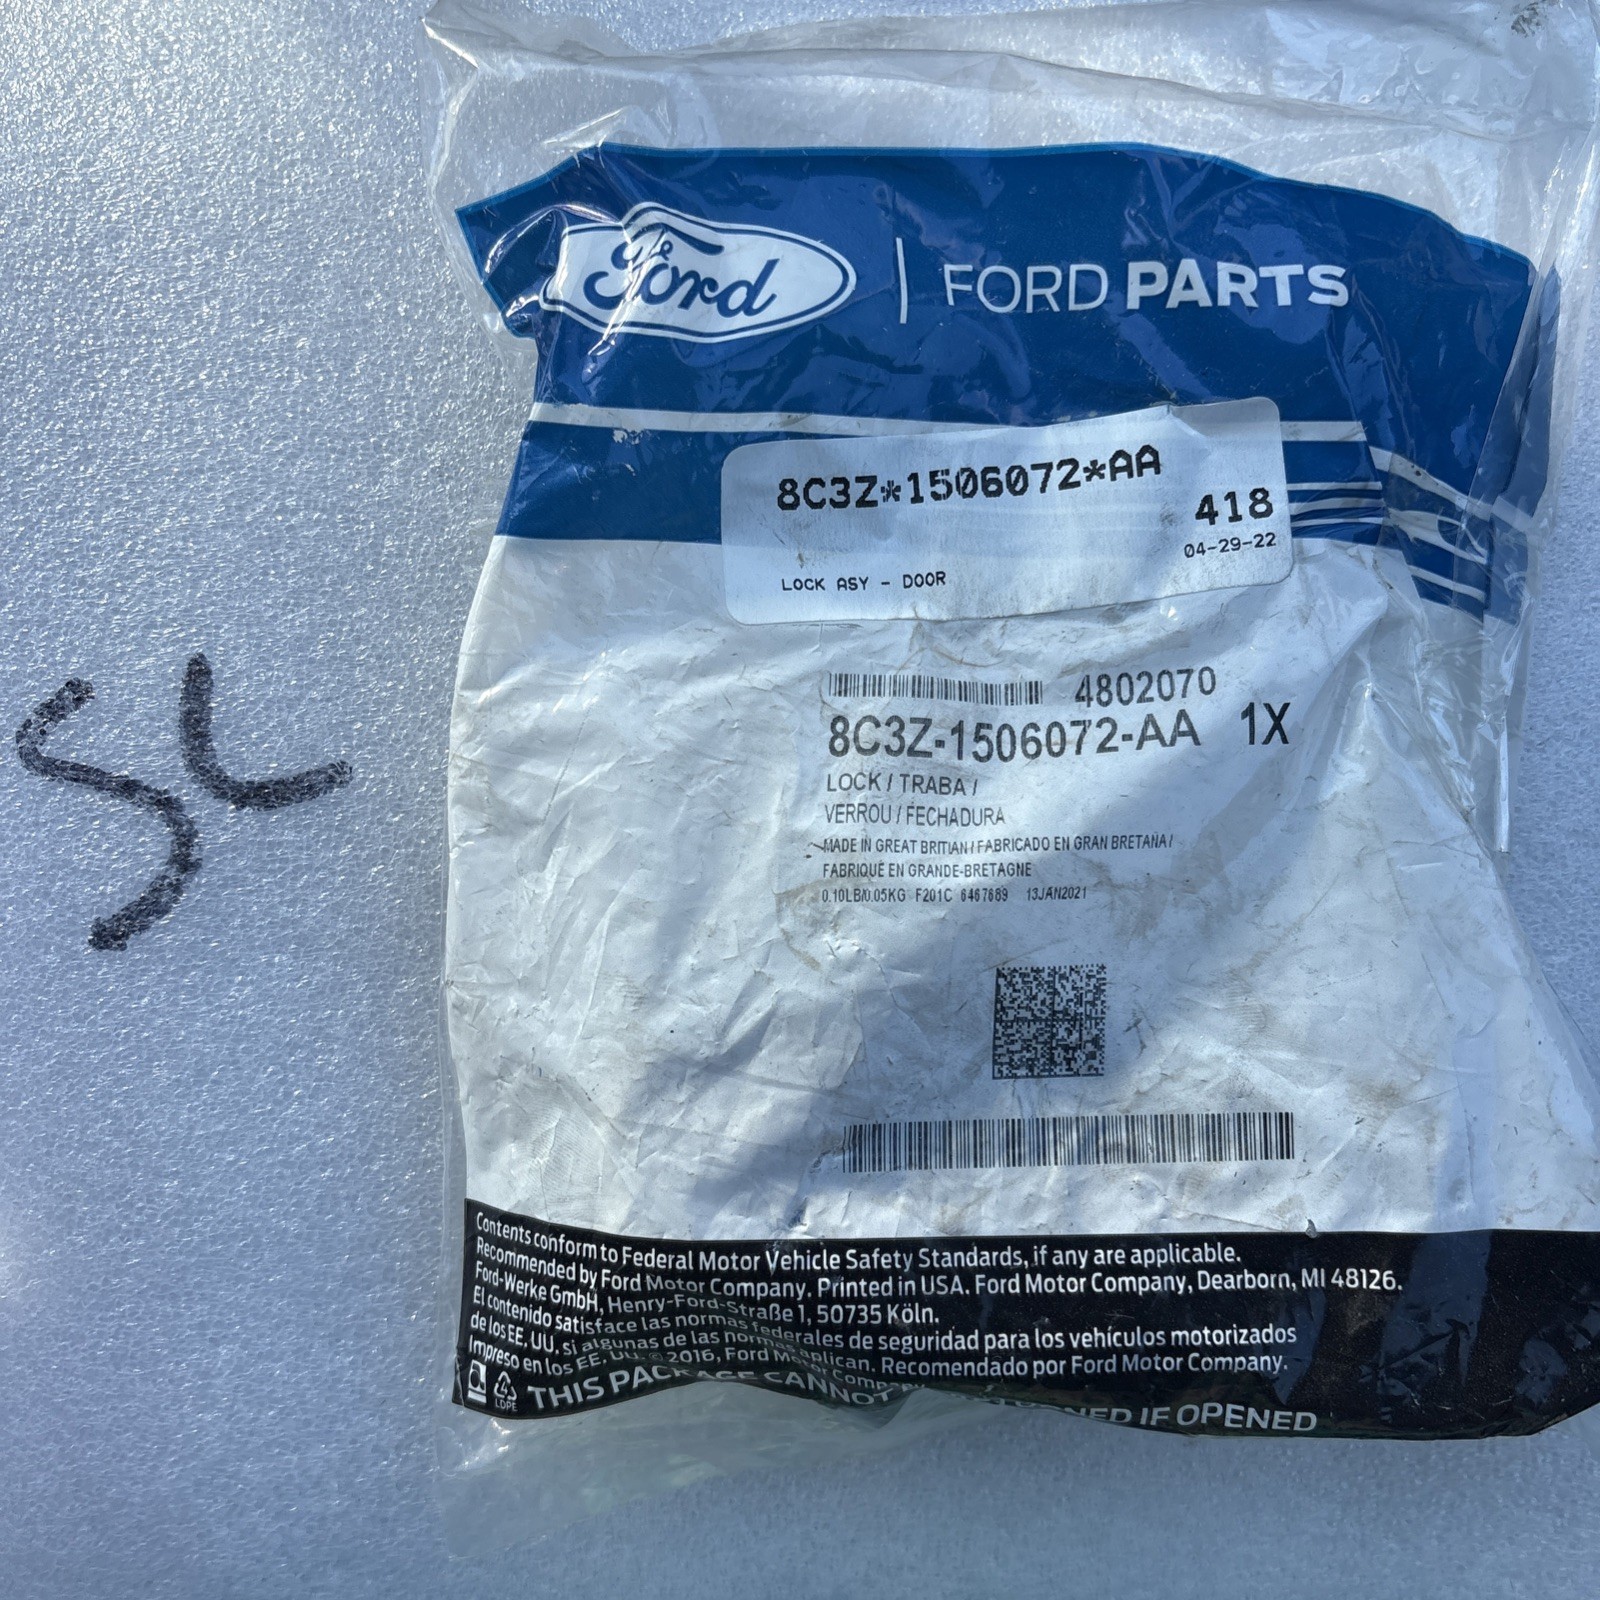 SL
Ford | FORD PARTS
8C3Z*1506072*AA
418
04-29-22
LOCK ASY - DOOR
4802070
8C3Z-1506072-AA 1X
LOCK / TRABA /
VERROU / FECHADURA
MADE IN GREAT BRITIAN / FABRICADO EN GRAN BRETAÑA /
FABRIQUÉ EN GRANDE-BRETAGNE
0.10LB/0.05KG F201C 6467689 13JAN2021
Contents conform to Federal Motor Vehicle Safety Standards, if any are applicable.
Recommended by Ford Motor Company. Printed in USA. Ford Motor Company, Dearborn, MI 48126.
Ford-Werke GmbH, Henry-Ford-Straße 1, 50735 Köln.
El contenido satisface las normas federales de seguridad para los vehículos motorizados
de los EE. UU. si algunas de las normas aplican. Recomendado por Ford Motor Company.
Impreso en los EE. UU. © 2016, Ford Motor Company
LDPE
THIS PACKAGE CANNOT IF OPENED